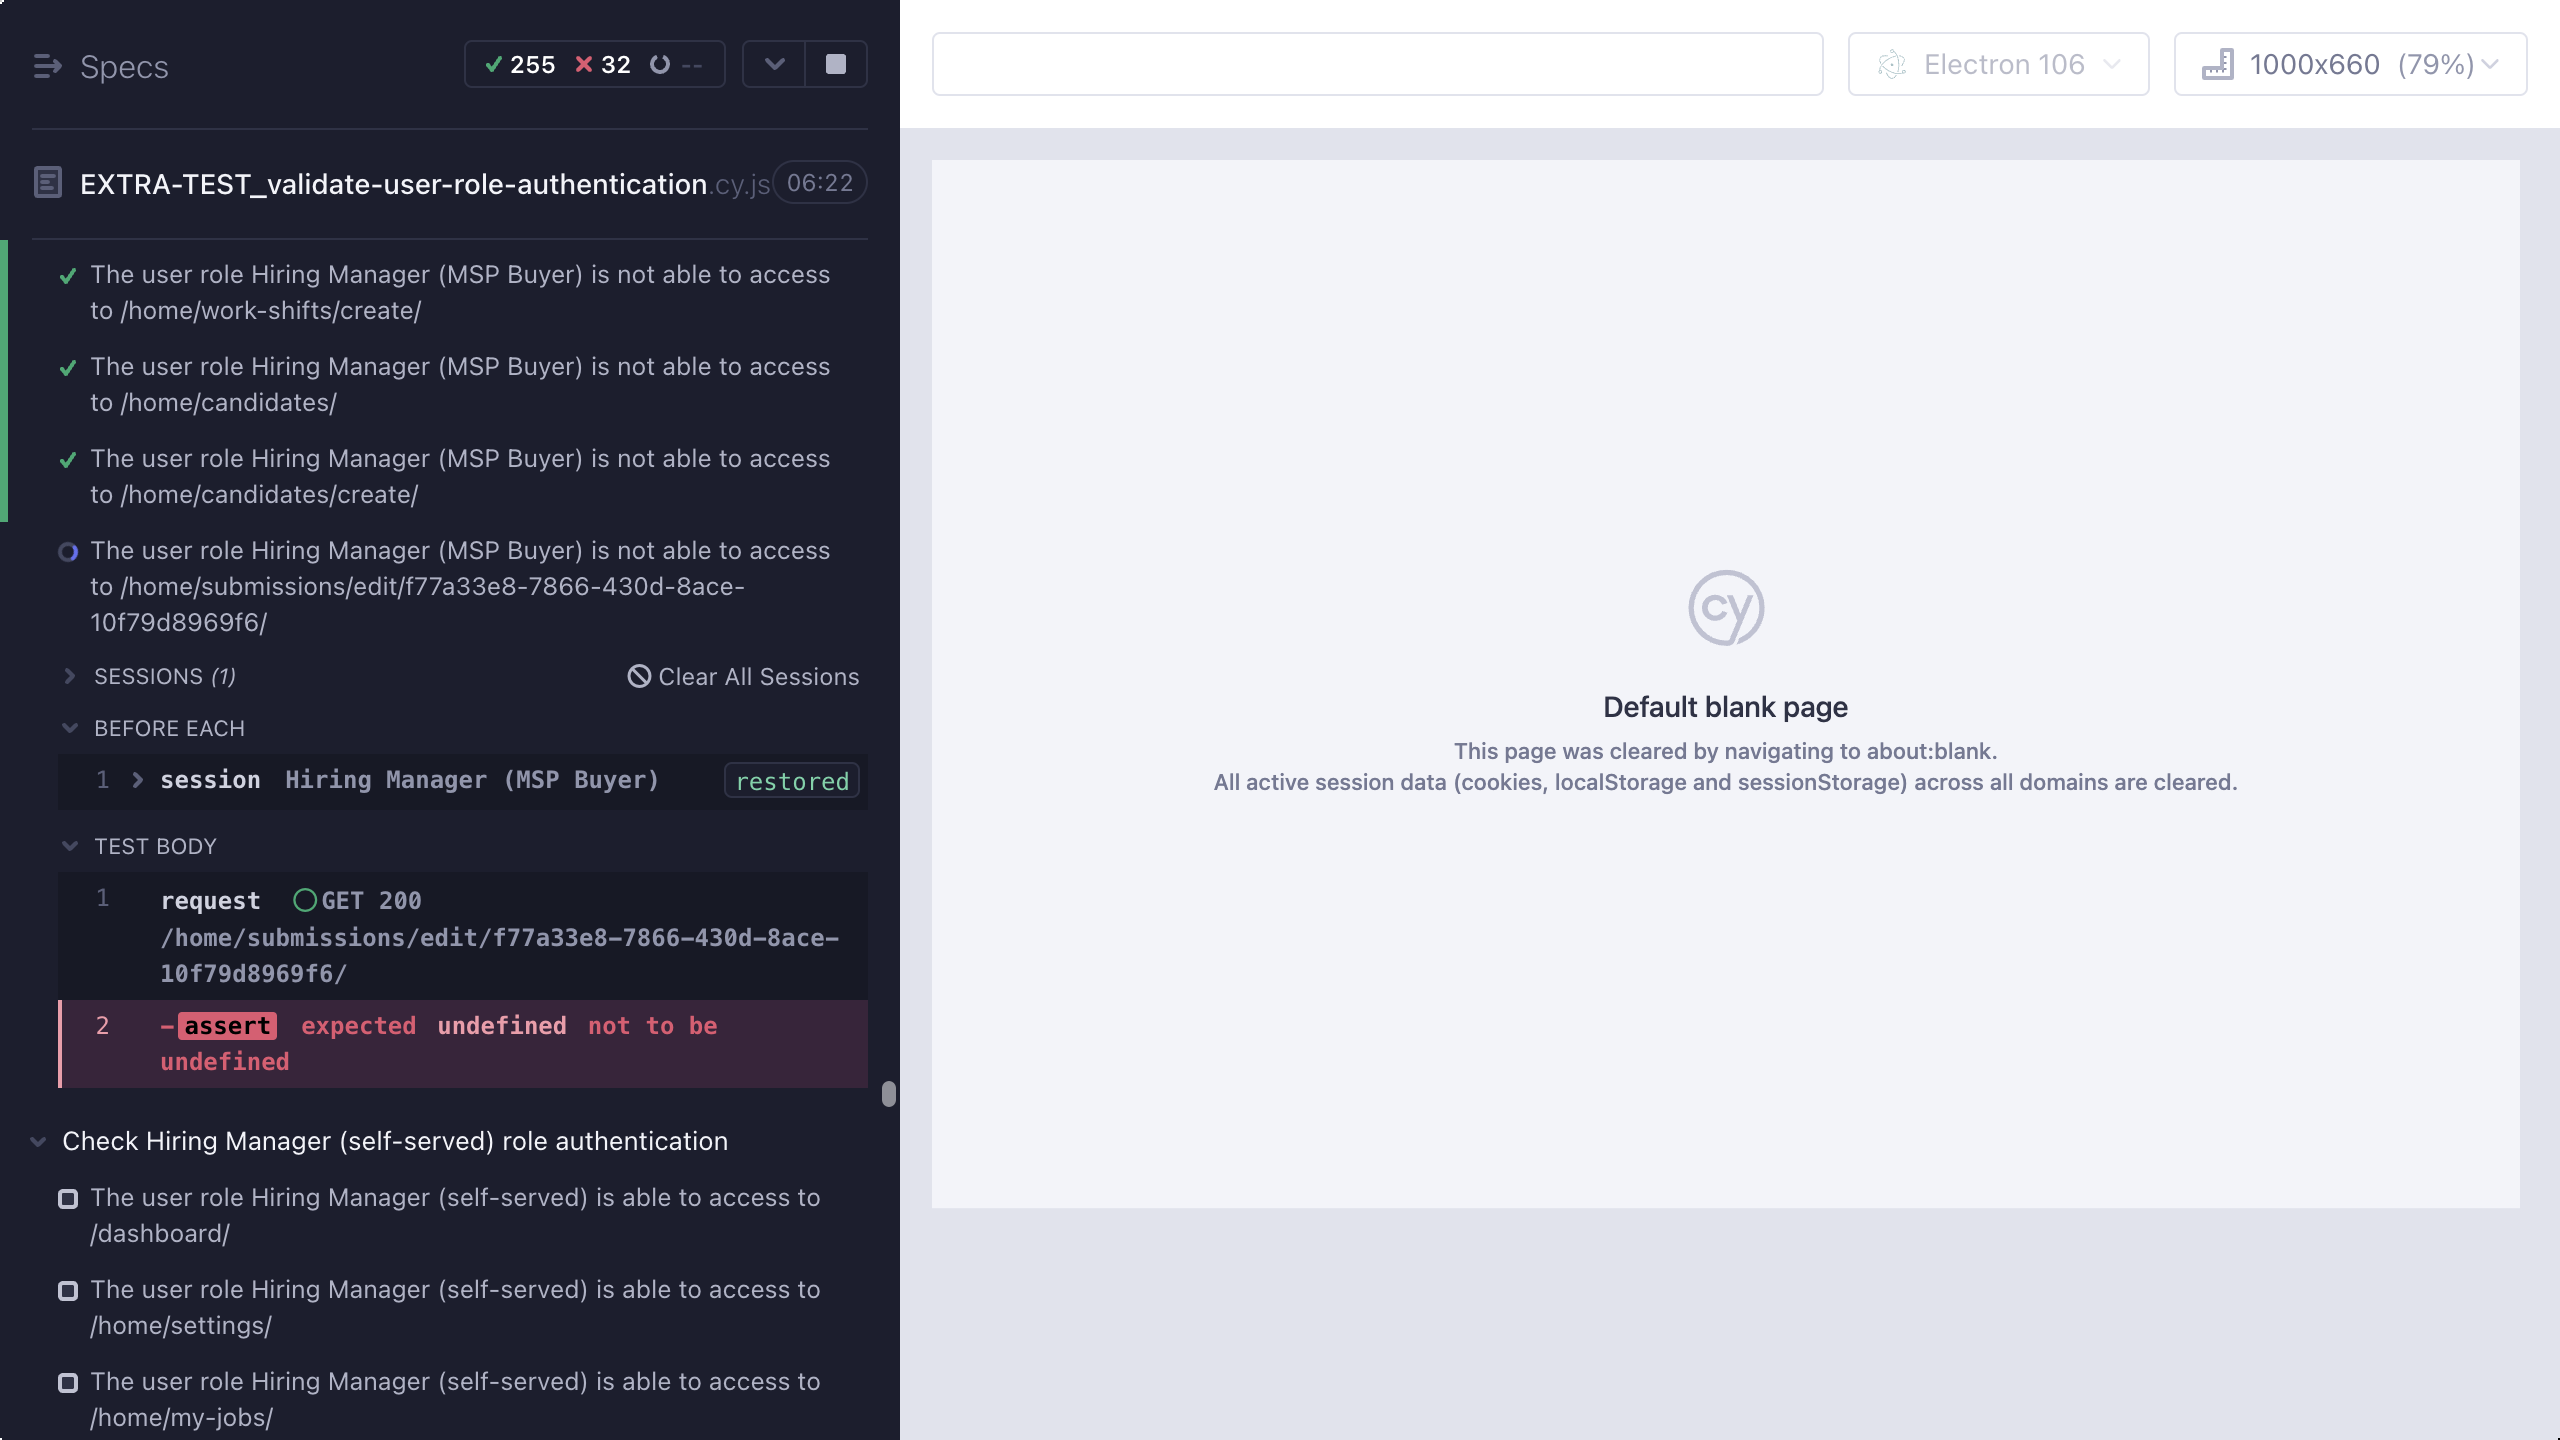 Specs
255 32 --
Electron 106
1000x660 (79%)
EXTRA-TEST_validate-user-role-authentication.cy.js 06:22
The user role Hiring Manager (MSP Buyer) is not able to access
to /home/work-shifts/create/
The user role Hiring Manager (MSP Buyer) is not able to access
to /home/candidates/
The user role Hiring Manager (MSP Buyer) is not able to access
to /home/candidates/create/
The user role Hiring Manager (MSP Buyer) is not able to access
to /home/submissions/edit/f77a33e8-7866-430d-8ace-
10f79d8969f6/
SESSIONS (1) Clear All Sessions
BEFORE EACH
1 session Hiring Manager (MSP Buyer) restored
TEST BODY
1 request GET 200
/home/submissions/edit/f77a33e8-7866-430d-8ace-
10f79d8969f6/
2 -assert expected undefined not to be
undefined
Check Hiring Manager (self-served) role authentication
The user role Hiring Manager (self-served) is able to access to
/dashboard/
The user role Hiring Manager (self-served) is able to access to
/home/settings/
The user role Hiring Manager (self-served) is able to access to
/home/my-jobs/
cy
Default blank page
This page was cleared by navigating to about:blank.
All active session data (cookies, localStorage and sessionStorage) across all domains are cleared.